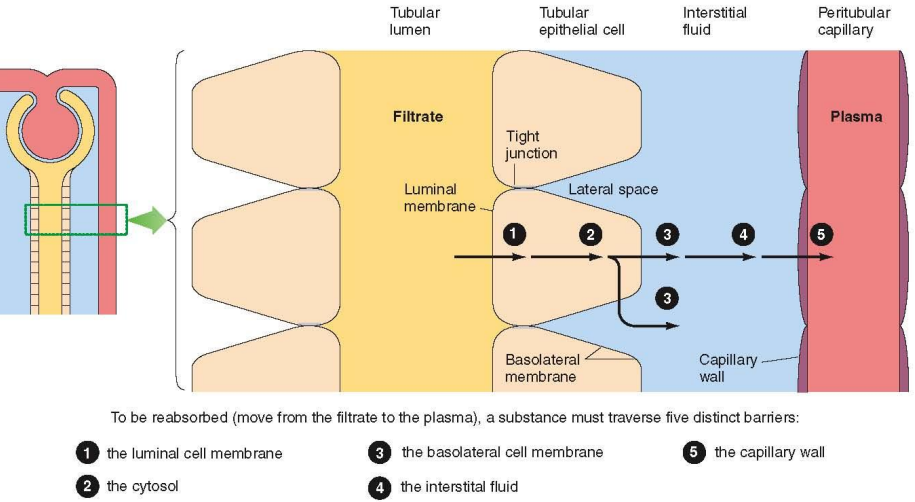 Tubular
lumen
Tubular
epithelial cell
Interstitial
fluid
Peritubular
capillary
Filtrate
Plasma
Tight
junction
Luminal
membrane
Lateral space
1
2
3
4
5
3
Basolateral
membrane
Capillary
wall
To be reabsorbed (move from the filtrate to the plasma), a substance must traverse five distinct barriers:
1 the luminal cell membrane
2 the cytosol
3 the basolateral cell membrane
4 the interstital fluid
5 the capillary wall